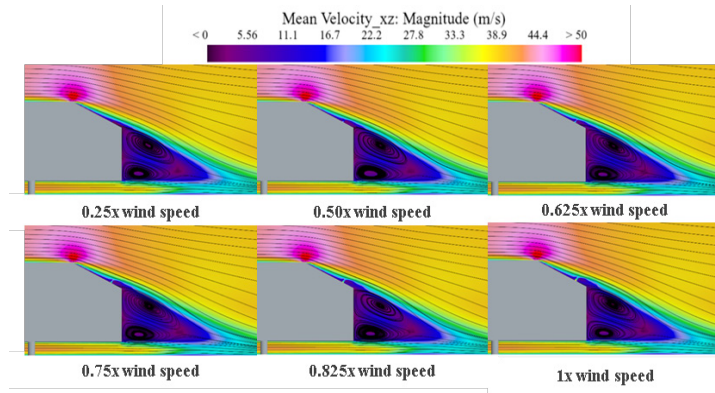 Mean Velocity_xz: Magnitude (m/s)
< 0 5.56 11.1 16.7 22.2 27.8 33.3 38.9 44.4 > 50
0.25x wind speed 0.50x wind speed 0.625x wind speed
0.75x wind speed 0.825x wind speed 1x wind speed